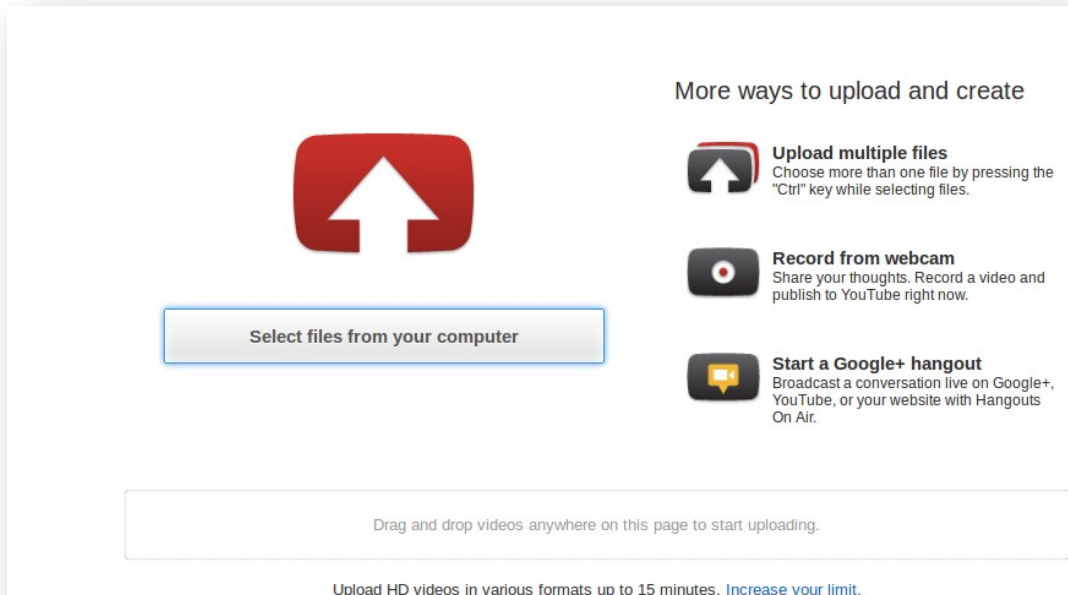 More ways to upload and create
Upload multiple files
Choose more than one file by pressing the
"Ctrl" key while selecting files.
Record from webcam
Share your thoughts. Record a video and
publish to YouTube right now.
Select files from your computer
Start a Google+ hangout
Broadcast a conversation live on Google+,
YouTube, or your website with Hangouts
On Air.
Drag and drop videos anywhere on this page to start uploading.
Upload HD videos in various formats up to 15 minutes. Increase your limit.